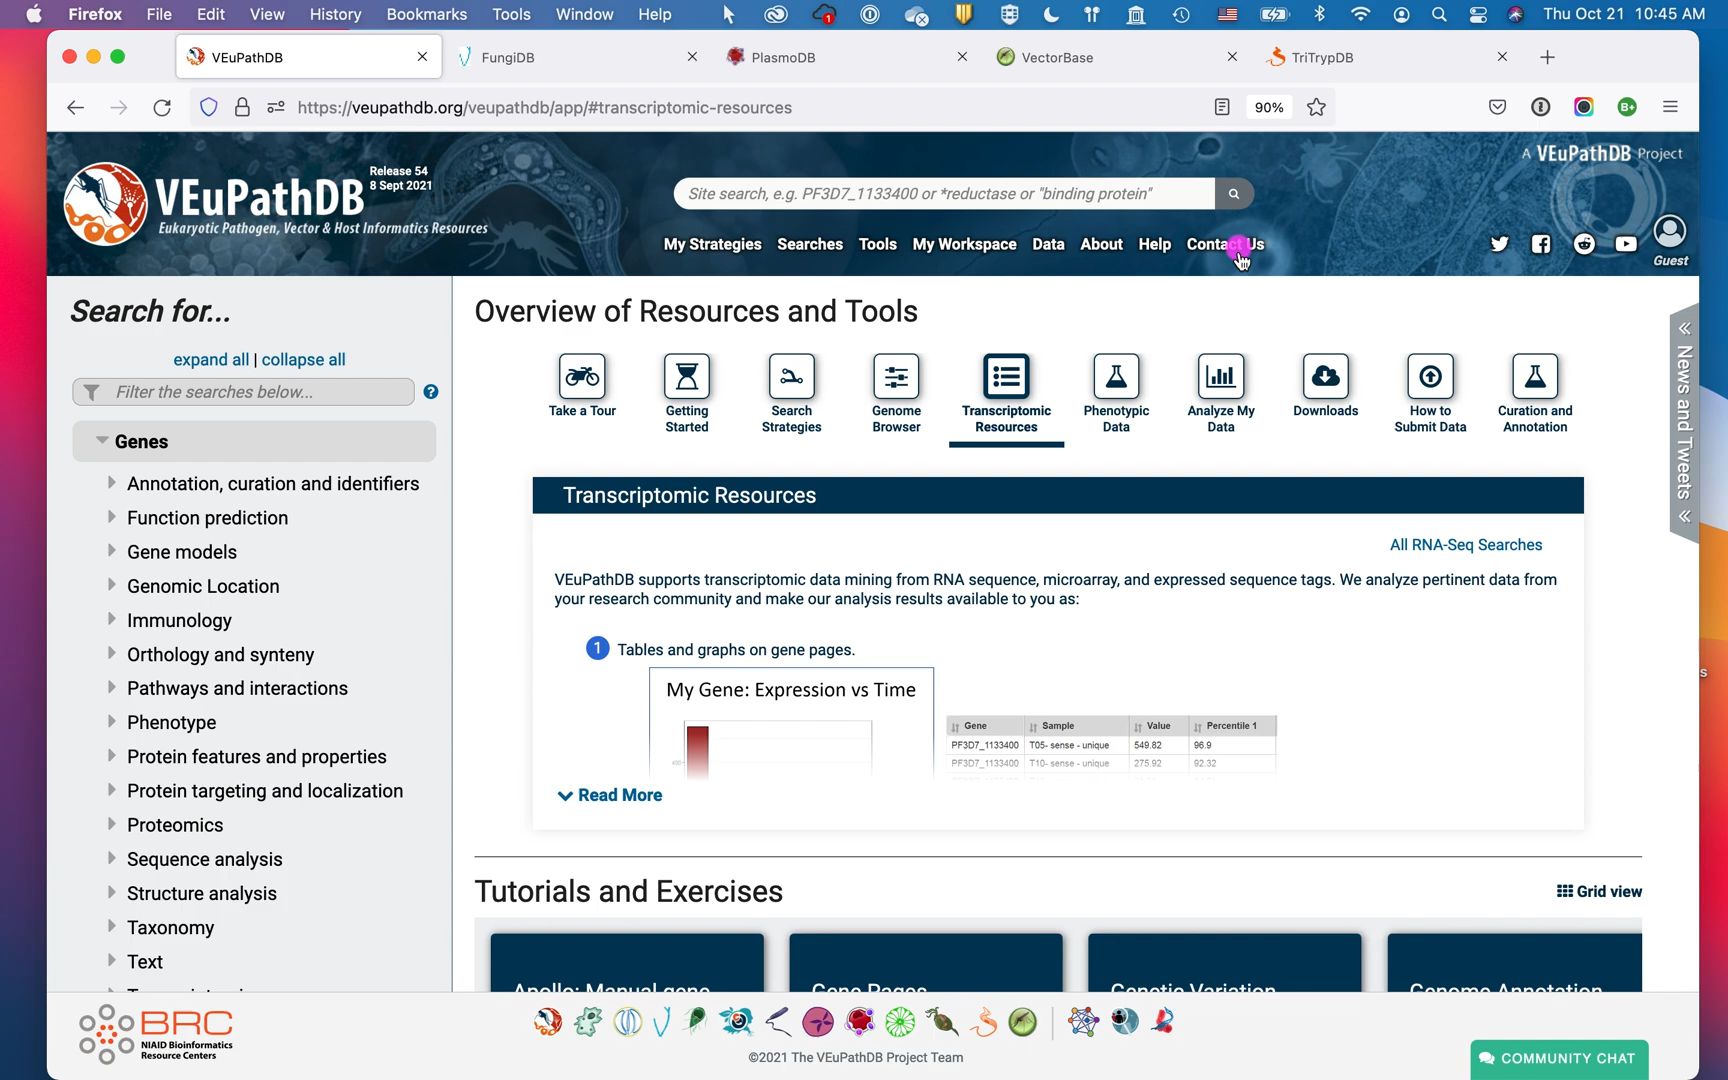 Firefox File Edit View History Bookmarks Tools Window Help Thu Oct 21 10:45 AM
VEuPathDB FungiDB PlasmoDB VectorBase TriTrypDB
https://veupathdb.org/veupathdb/app/#transcriptomic-resources 90%
A VEuPathDB Project
VEuPathDB Release 54
8 Sept 2021
Eukaryotic Pathogen, Vector & Host Informatics Resources
Site search, e.g. PF3D7_1133400 or *reductase or "binding protein"
My Strategies Searches Tools My Workspace Data About Help Contact Us
Guest
Search for...
expand all | collapse all
Filter the searches below...
Genes
Annotation, curation and identifiers
Function prediction
Gene models
Genomic Location
Immunology
Orthology and synteny
Pathways and interactions
Phenotype
Protein features and properties
Protein targeting and localization
Proteomics
Sequence analysis
Structure analysis
Taxonomy
Text
Overview of Resources and Tools
Take a Tour
Getting Started
Search Strategies
Genome Browser
Transcriptomic Resources
Phenotypic Data
Analyze My Data
Downloads
How to Submit Data
Curation and Annotation
News and Tweets
Transcriptomic Resources
All RNA-Seq Searches
VEuPathDB supports transcriptomic data mining from RNA sequence, microarray, and expressed sequence tags. We analyze pertinent data from
your research community and make our analysis results available to you as:
1 Tables and graphs on gene pages.
My Gene: Expression vs Time
Gene Sample Value Percentile 1
PF3D7_1133400 T05- sense - unique 549.82 96.9
PF3D7_1133400 T10- sense - unique 275.92 92.32
Read More
Tutorials and Exercises
Grid view
Apollo: Manual gene
Gene Pages
Genetic Variation
Genome Annotation
BRC
NIAID Bioinformatics
Resource Centers
©2021 The VEuPathDB Project Team
COMMUNITY CHAT